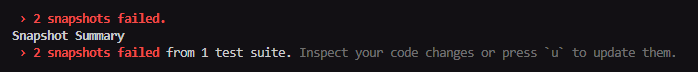 › 2 snapshots failed.
Snapshot Summary
› 2 snapshots failed from 1 test suite. Inspect your code changes or press `u` to update them.